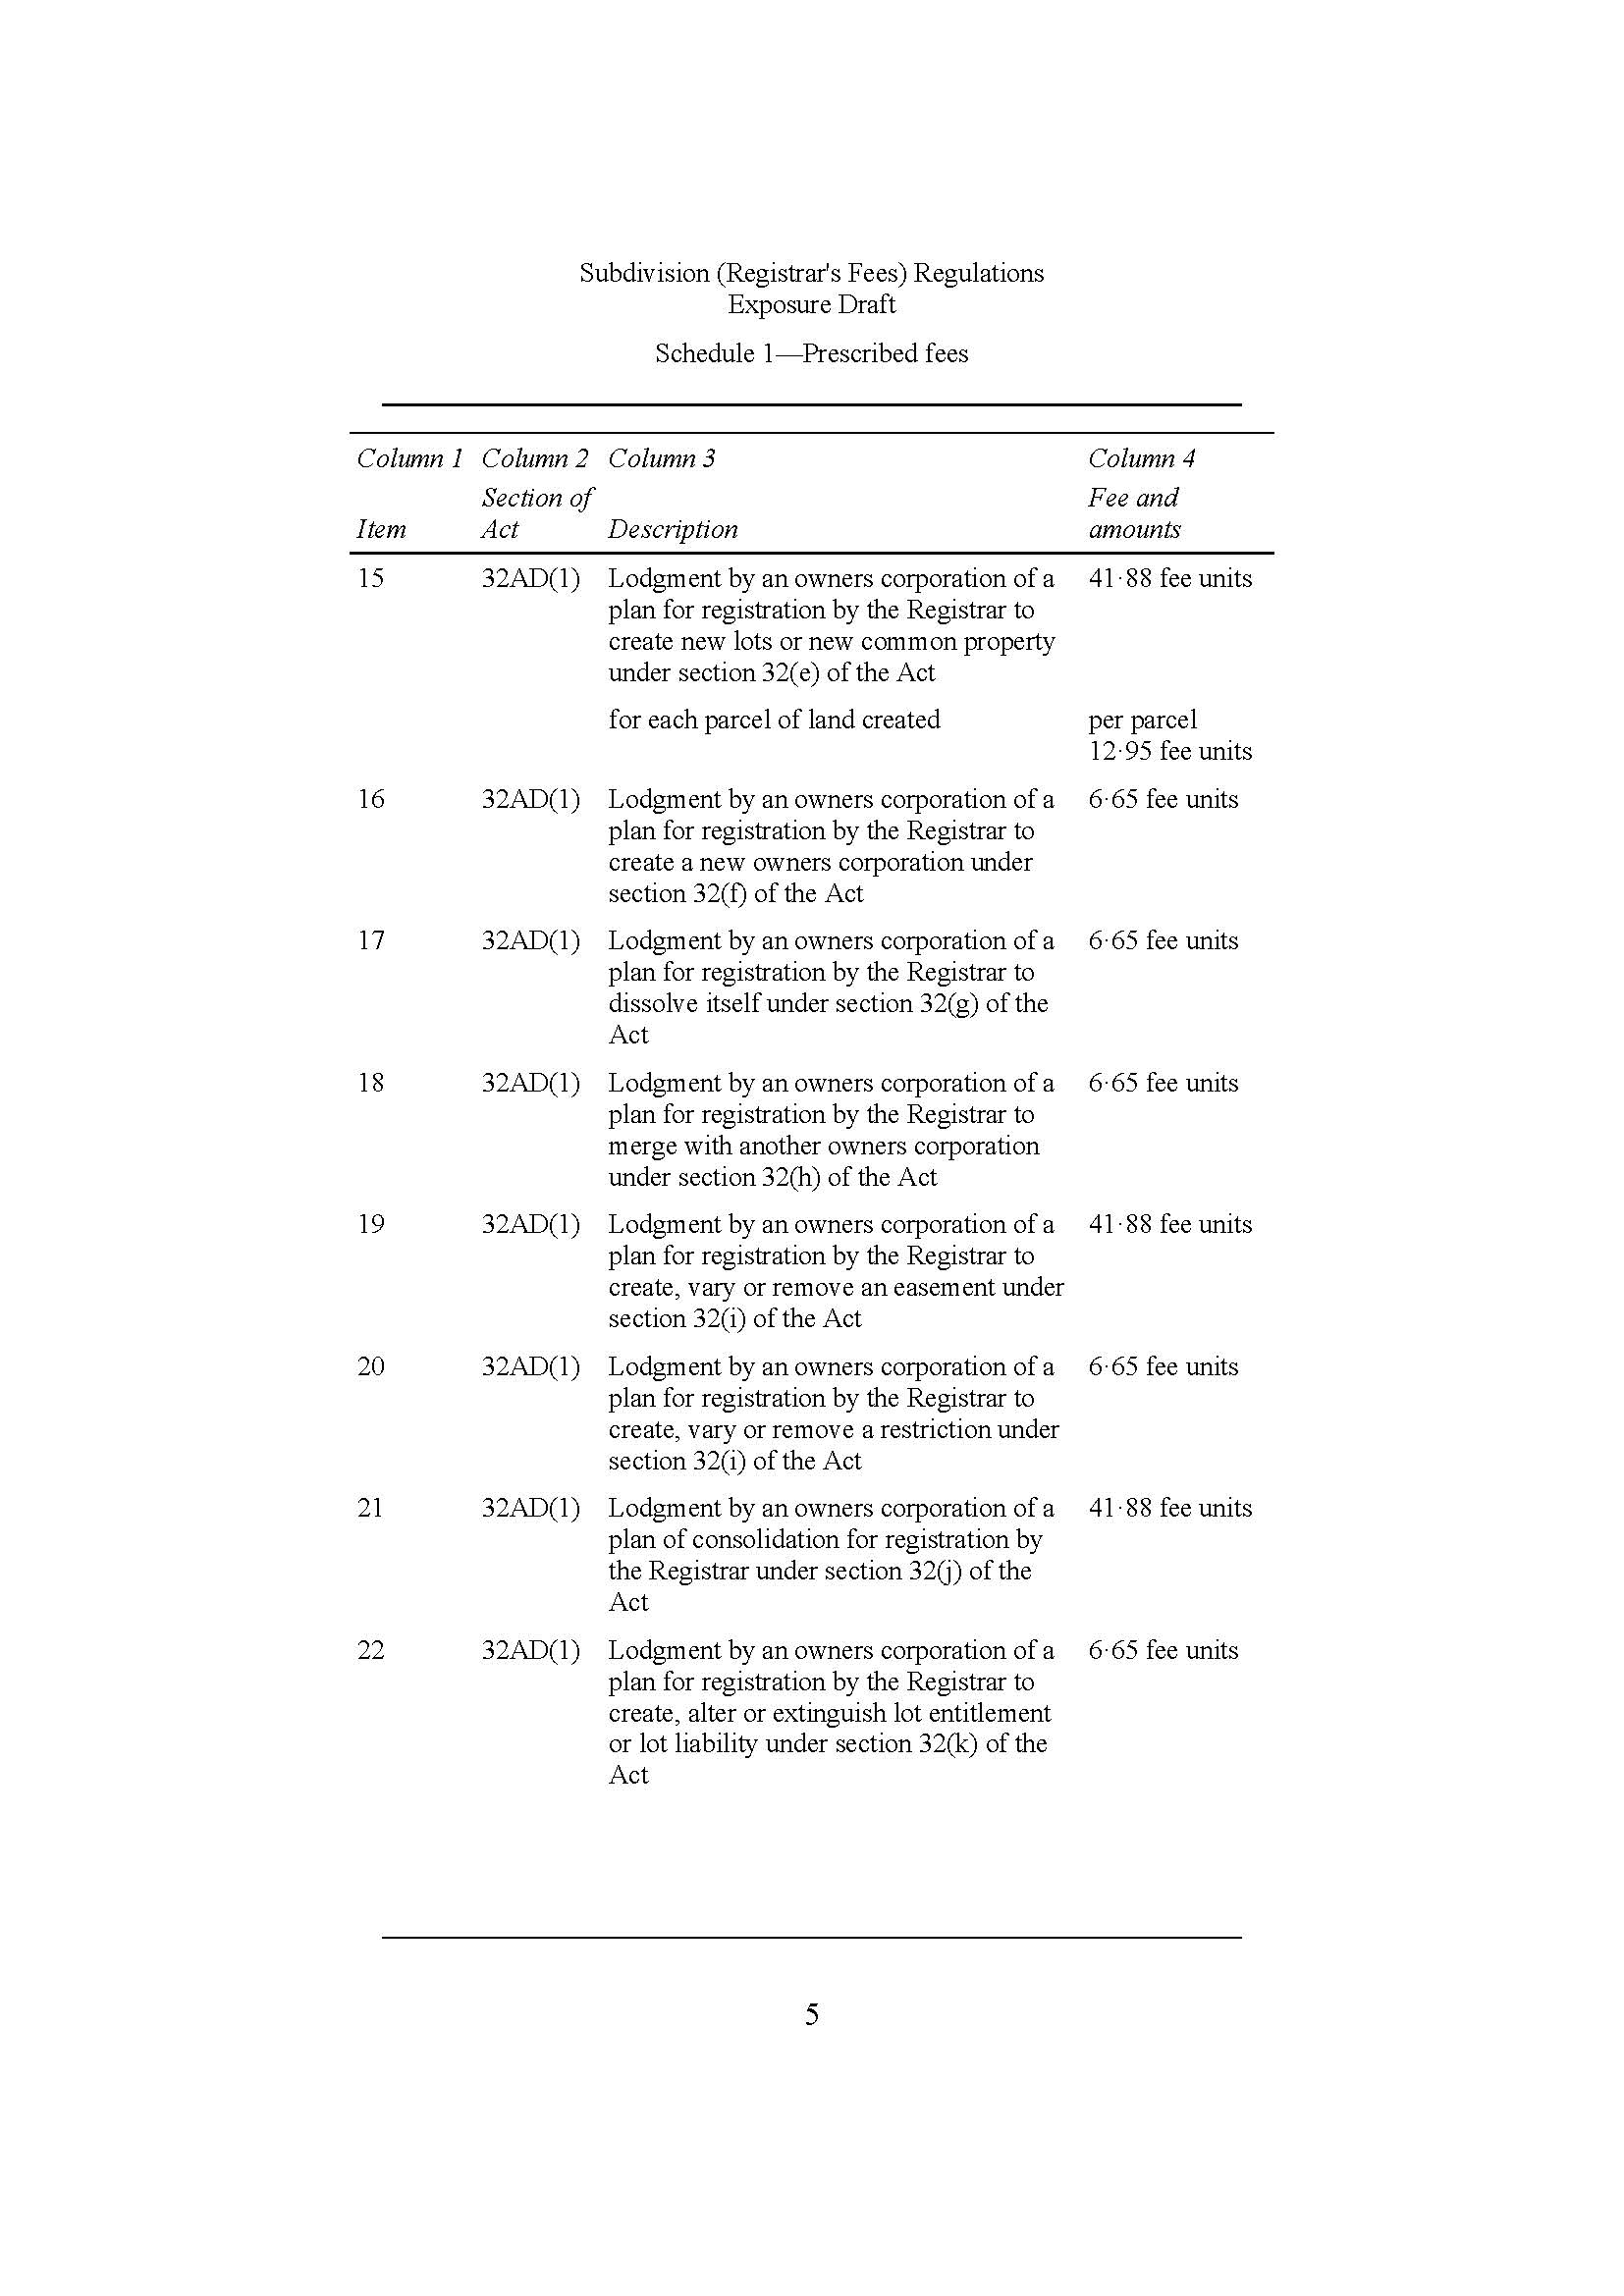 Subdivision (Registrar's Fees) Regulations
Exposure Draft
Schedule 1—Prescribed fees
Column 1 Column 2 Column 3 Column 4
Section of Fee and
Item Act Description amounts
15 32AD(1) Lodgment by an owners corporation of a 41·88 fee units
plan for registration by the Registrar to
create new lots or new common property
under section 32(e) of the Act
for each parcel of land created per parcel
12·95 fee units
16 32AD(1) Lodgment by an owners corporation of a 6·65 fee units
plan for registration by the Registrar to
create a new owners corporation under
section 32(f) of the Act
17 32AD(1) Lodgment by an owners corporation of a 6·65 fee units
plan for registration by the Registrar to
dissolve itself under section 32(g) of the
Act
18 32AD(1) Lodgment by an owners corporation of a 6·65 fee units
plan for registration by the Registrar to
merge with another owners corporation
under section 32(h) of the Act
19 32AD(1) Lodgment by an owners corporation of a 41·88 fee units
plan for registration by the Registrar to
create, vary or remove an easement under
section 32(i) of the Act
20 32AD(1) Lodgment by an owners corporation of a 6·65 fee units
plan for registration by the Registrar to
create, vary or remove a restriction under
section 32(i) of the Act
21 32AD(1) Lodgment by an owners corporation of a 41·88 fee units
plan of consolidation for registration by
the Registrar under section 32(j) of the
Act
22 32AD(1) Lodgment by an owners corporation of a 6·65 fee units
plan for registration by the Registrar to
create, alter or extinguish lot entitlement
or lot liability under section 32(k) of the
Act
5